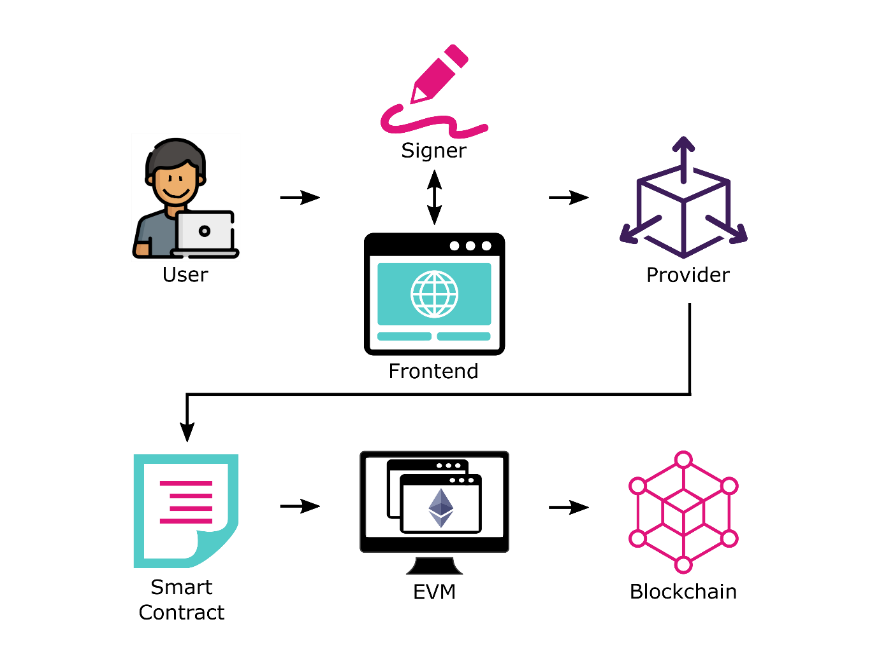 Signer
User
Provider
Frontend
Smart
Contract
EVM
Blockchain